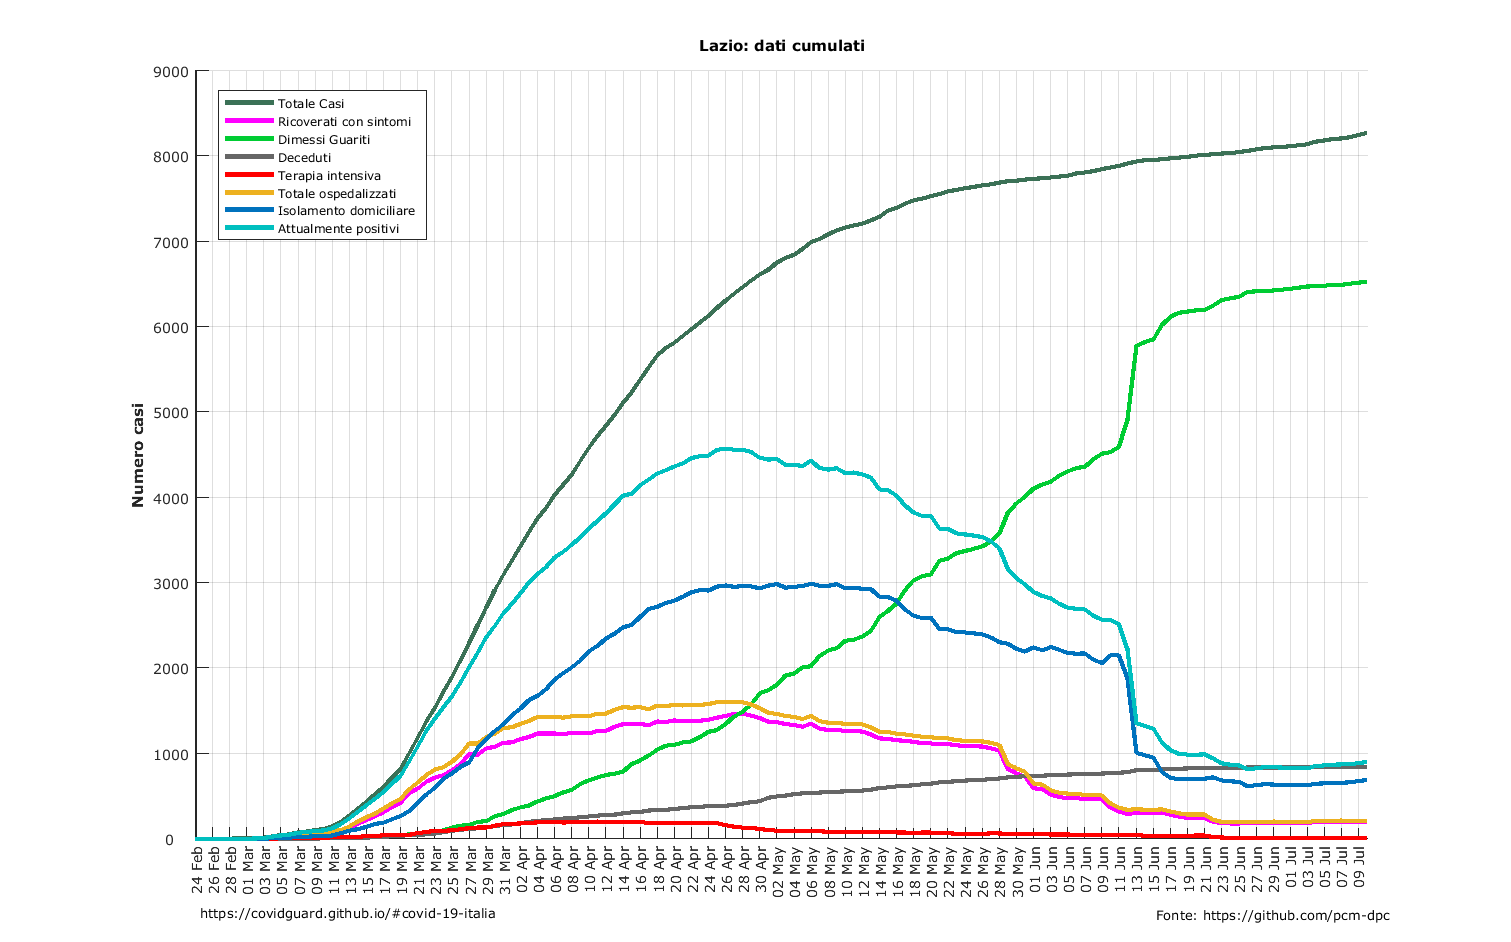 Lazio: dati cumulati
Numero casi
9000
8000
7000
6000
5000
4000
3000
2000
1000
0
Totale Casi
Ricoverati con sintomi
Dimessi Guariti
Deceduti
Terapia intensiva
Totale ospedalizzati
Isolamento domiciliare
Attualmente positivi
24 Feb
26 Feb
28 Feb
01 Mar
03 Mar
05 Mar
07 Mar
09 Mar
11 Mar
13 Mar
15 Mar
17 Mar
19 Mar
21 Mar
23 Mar
25 Mar
27 Mar
29 Mar
31 Mar
02 Apr
04 Apr
06 Apr
08 Apr
10 Apr
12 Apr
14 Apr
16 Apr
18 Apr
20 Apr
22 Apr
24 Apr
26 Apr
28 Apr
30 Apr
02 May
04 May
06 May
08 May
10 May
12 May
14 May
16 May
18 May
20 May
22 May
24 May
26 May
28 May
30 May
01 Jun
03 Jun
05 Jun
07 Jun
09 Jun
11 Jun
13 Jun
15 Jun
17 Jun
19 Jun
21 Jun
23 Jun
25 Jun
27 Jun
29 Jun
01 Jul
03 Jul
05 Jul
07 Jul
09 Jul
https://covidguard.github.io/#covid-19-italia
Fonte: https://github.com/pcm-dpc